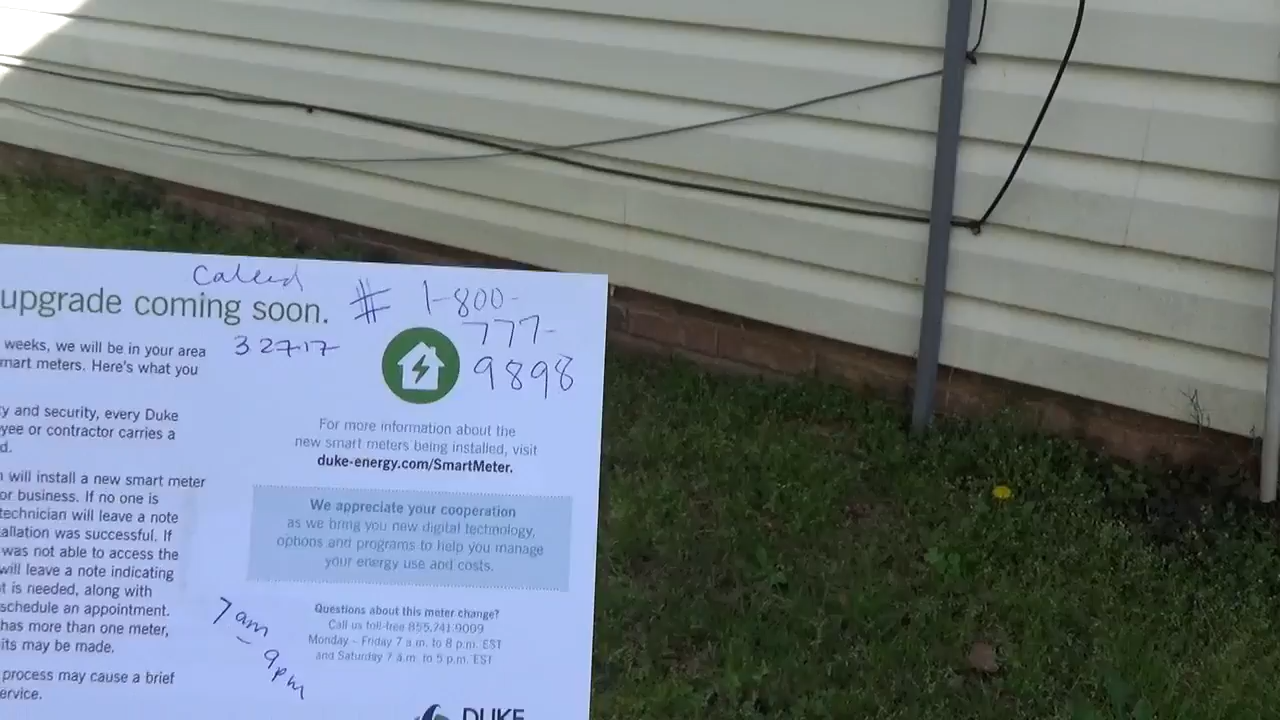 Called
upgrade coming soon.
# 1-800-
777-
9898
3 27 17
weeks, we will be in your area
mart meters. Here's what you
y and security, every Duke
yee or contractor carries a
d.
will install a new smart meter
or business. If no one is
technician will leave a note
allation was successful. If
was not able to access the
will leave a note indicating
t is needed, along with
schedule an appointment.
has more than one meter,
its may be made.
process may cause a brief
ervice.
For more information about the
new smart meters being installed, visit
duke-energy.com/SmartMeter.
We appreciate your cooperation
as we bring you new digital technology,
options and programs to help you manage
your energy use and costs.
7am
-
9pm
Questions about this meter change?
Call us toll-free 855.241.9009
Monday – Friday 7 a.m. to 8 p.m. EST
and Saturday 7 a.m. to 5 p.m. EST
DUKE